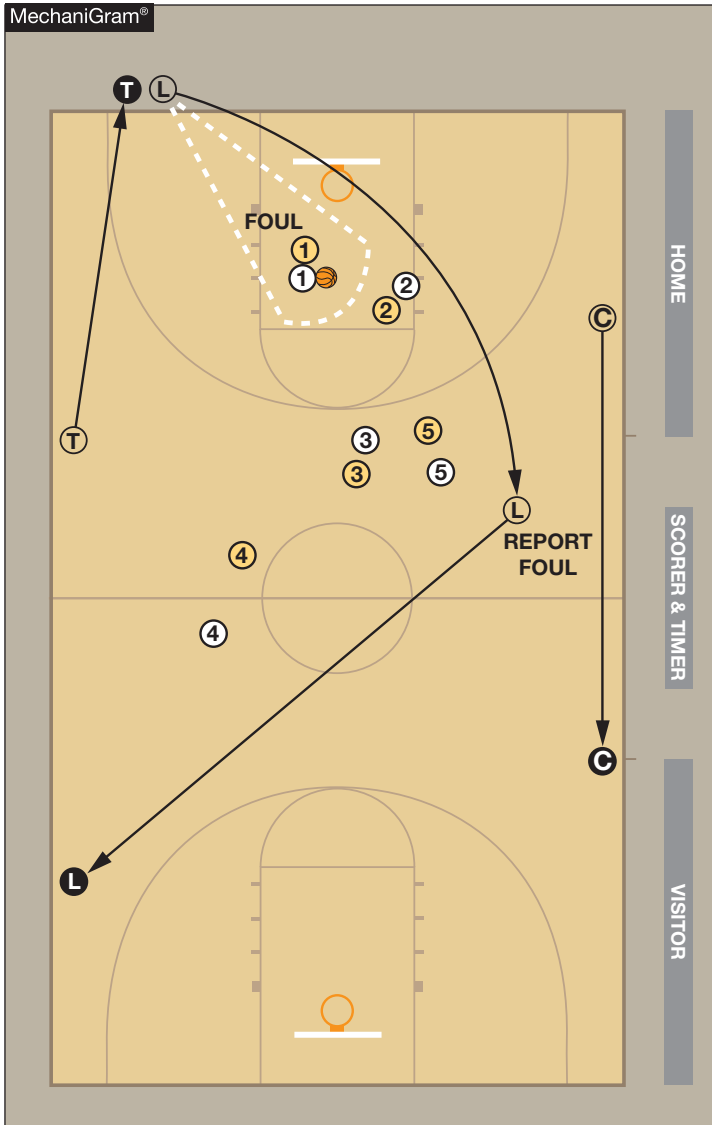 MechaniGram®
T L
FOUL
1
1
2
2
HOME
C
T
3
5
3
5
L
REPORT
FOUL
SCORER & TIMER
4
4
C
L
VISITOR